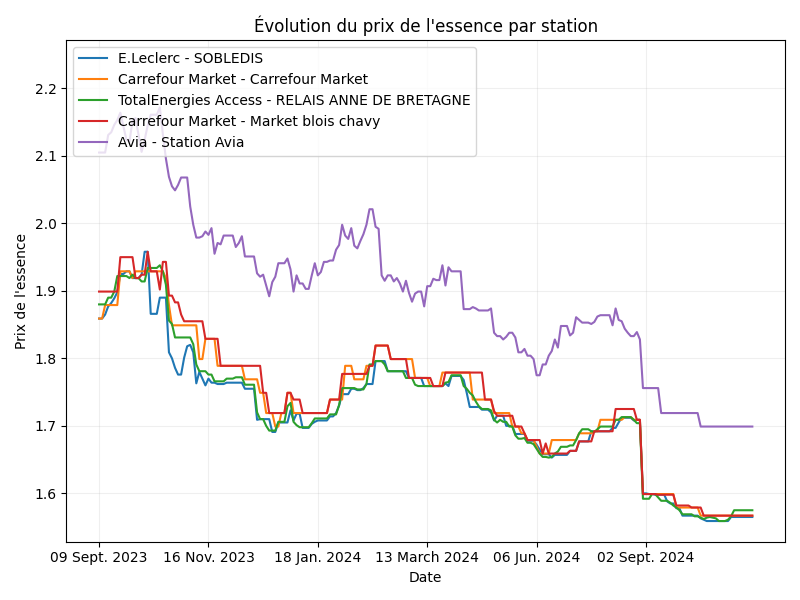 Évolution du prix de l'essence par station
E.Leclerc - SOBLEDIS
Carrefour Market - Carrefour Market
TotalEnergies Access - RELAIS ANNE DE BRETAGNE
Carrefour Market - Market blois chavy
Avia - Station Avia
Prix de l'essence
2.2
2.1
2.0
1.9
1.8
1.7
1.6
09 Sept. 2023
16 Nov. 2023
18 Jan. 2024
13 March 2024
06 Jun. 2024
02 Sept. 2024
Date